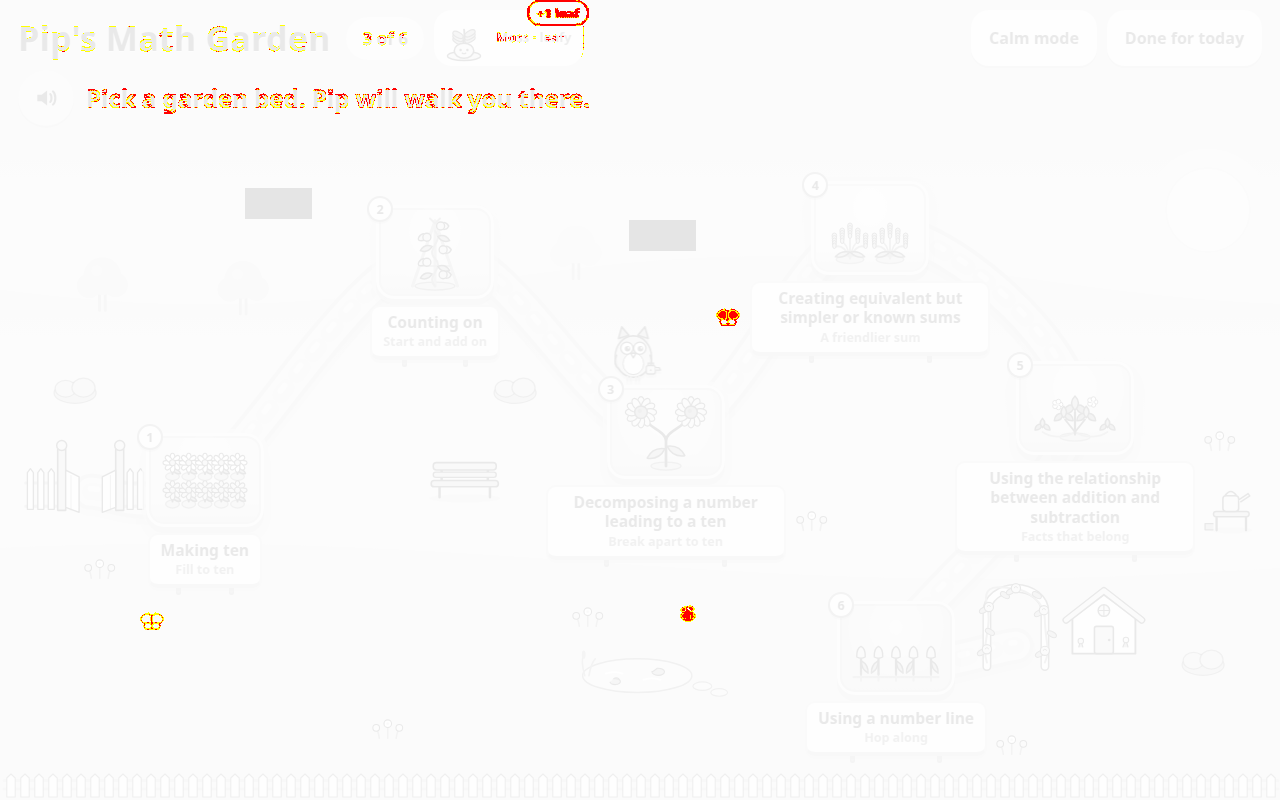 Pip's Math Garden
Calm mode
Done for today
Pick a garden bed. Pip will walk you there.
4
2
Creating equivalent but
simpler or known sums
A friendlier sum
Counting on
Start and add on
5
3
1
Using the relationship
between addition and
subtraction
Facts that belong
Decomposing a number
leading to a ten
Break apart to ten
Making ten
Fill to ten
6
Using a number line
Hop along